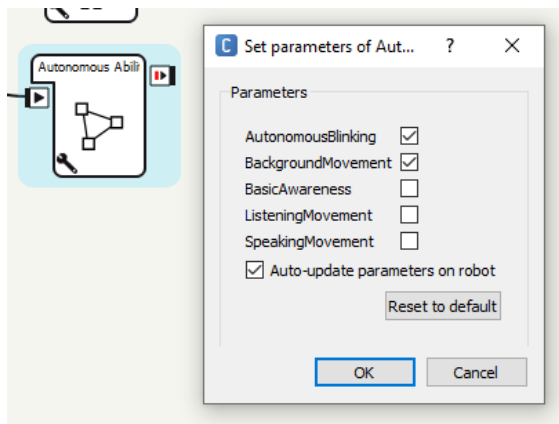 Autonomous Abilit
Set parameters of Aut...
Parameters
AutonomousBlinking
BackgroundMovement
BasicAwareness
ListeningMovement
SpeakingMovement
Auto-update parameters on robot
Reset to default
OK
Cancel